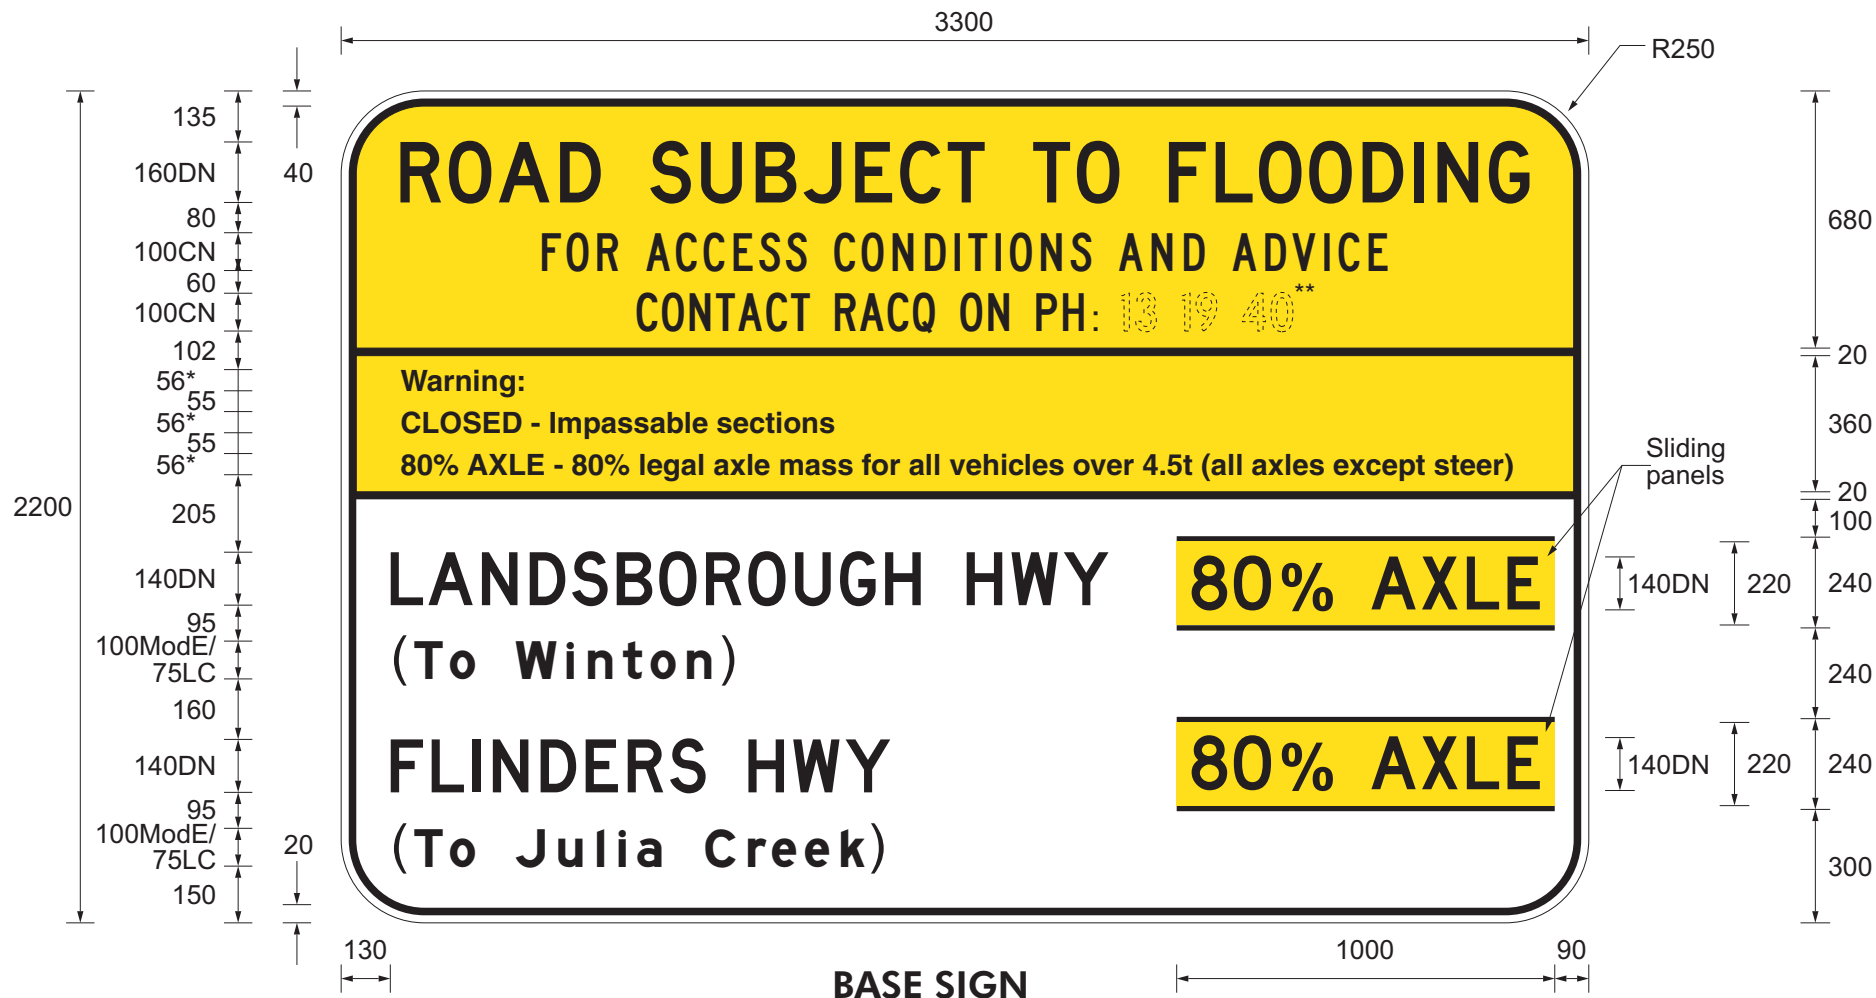 3300
R250
135
160DN
40
80
100CN
60
100CN
102
56*
55
56*
55
56*
2200
205
140DN
95
100ModE/
75LC
160
140DN
95
100ModE/
75LC
20
150
ROAD SUBJECT TO FLOODING
FOR ACCESS CONDITIONS AND ADVICE
CONTACT RACQ ON PH: 13 19 40**
Warning:
CLOSED - Impassable sections
80% AXLE - 80% legal axle mass for all vehicles over 4.5t (all axles except steer)
LANDSBOROUGH HWY 80% AXLE
(To Winton)
FLINDERS HWY 80% AXLE
(To Julia Creek)
Sliding
panels
680
20
360
20
100
140DN 220 240
240
140DN 220 240
300
130
1000
90
BASE SIGN